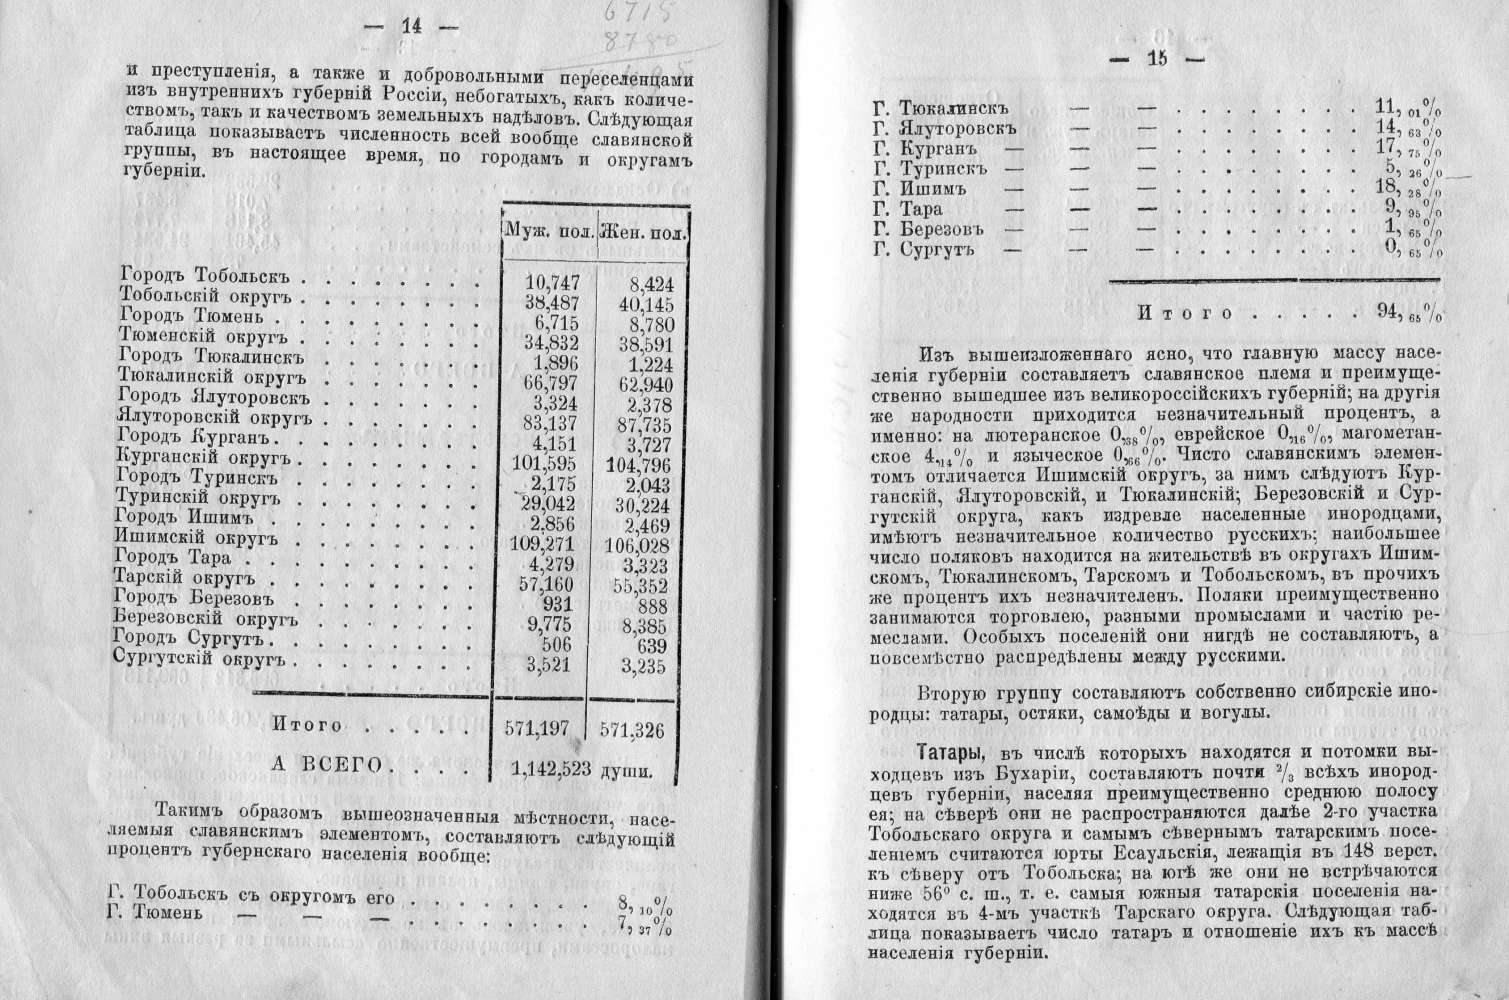 — 14 —
6715
8780
и преступленія, а также и добровольными переселенцами
изъ внутреннихъ губерній Россіи, небогатыхъ, какъ количе-
ствомъ, такъ и качествомъ земельныхъ надѣловъ. Слѣдующая
таблица показываетъ численность всей вообще славянской
группы, въ настоящее время, по городамъ и округамъ
губерніи.
Муж. пол. Жен. пол.
Городъ Тобольскъ . . . . . . . . 10,747 8,424
Тобольскій округъ . . . . . . . . 38,487 40,145
Городъ Тюмень . . . . . . . . . 6,715 8,780
Тюменскій округъ . . . . . . . . 34,832 38,591
Городъ Тюкалинскъ . . . . . . . 1,896 1,224
Тюкалинскій округъ . . . . . . . 66,797 62,940
Городъ Ялуторовскъ . . . . . . . 3,324 2,378
Ялуторовскій округъ . . . . . . . 83,137 87,735
Городъ Курганъ. . . . . . . . . 4,151 3,727
Курганскій округъ . . . . . . . . 101,595 104,796
Городъ Туринскъ . . . . . . . . 2,175 2,043
Туринскій округъ . . . . . . . . 29,042 30,224
Городъ Ишимъ . . . . . . . . . 2,856 2,469
Ишимскій округъ . . . . . . . . 109,271 106,028
Городъ Тара . . . . . . . . . . 4,279 3,323
Тарскій округъ . . . . . . . . . 57,160 55,352
Городъ Березовъ . . . . . . . . 931 888
Березовскій округъ . . . . . . . 9,775 8,385
Городъ Сургутъ. . . . . . . . . 506 639
Сургутскій округъ . . . . . . . . 3,521 3,235
Итого . . . . . 571,197 571,326
А ВСЕГО. . . . 1,142,523 души.
Такимъ образомъ вышеозначенныя мѣстности, насе-
ляемыя славянскимъ элементомъ, составляютъ слѣдующій
процентъ губернскаго населенія вообще:
Г. Тобольскъ съ округомъ его . . . . . . . . 8,10%
Г. Тюмень — — — . . . . . . . . 7,37%
— 15 —
Г. Тюкалинскъ — — . . . . . . . . 11,01%
Г. Ялуторовскъ — — . . . . . . . . 14,63%
Г. Курганъ — — — . . . . . . . . 17,75%
Г. Туринскъ — — — . . . . . . . . 5,26%
Г. Ишимъ — — — . . . . . . . . 18,28%
Г. Тара — — — . . . . . . . . 9,95%
Г. Березовъ — — — . . . . . . . . 1,65%
Г. Сургутъ — — — . . . . . . . . 0,65%
Итого . . . . . 94,65%
Изъ вышеизложеннаго ясно, что главную массу насе-
ленія губерніи составляетъ славянское племя и преимуще-
ственно вышедшее изъ великороссійскихъ губерній; на другія
же народности приходится незначительный процентъ, а
именно: на лютеранское 0,38%, еврейское 0,16%, магометан-
ское 4,14% и языческое 0,66%. Чисто славянскимъ элемен-
томъ отличается Ишимскій округъ, за нимъ слѣдуютъ Кур-
ганскій, Ялуторовскій, и Тюкалинскій; Березовскій и Сур-
гутскій округа, какъ издревле населенные инородцами,
имѣютъ незначительное количество русскихъ; наибольшее
число поляковъ находится на жительствѣ въ округахъ Ишим-
скомъ, Тюкалинскомъ, Тарскомъ и Тобольскомъ, въ прочихъ
же процентъ ихъ незначителенъ. Поляки преимущественно
занимаются торговлею, разными промыслами и частію ре-
меслами. Особыхъ поселеній они нигдѣ не составляютъ, а
повсемѣстно распредѣлены между русскими.
Вторую группу составляютъ собственно сибирскіе ино-
родцы: татары, остяки, самоѣды и вогулы.
Татары, въ числѣ которыхъ находятся и потомки вы-
ходцевъ изъ Бухаріи, составляютъ почти 2/3 всѣхъ инород-
цевъ губерніи, населяя преимущественно среднюю полосу
ея; на сѣверѣ они не распространяются далѣе 2-го участка
Тобольскаго округа и самымъ сѣвернымъ татарскимъ посе-
леніемъ считаются юрты Есаульскія, лежащія въ 148 верст.
къ сѣверу отъ Тобольска; на югѣ же они не встрѣчаются
ниже 56° с. ш., т. е. самыя южныя татарскія поселенія на-
ходятся въ 4-мъ участкѣ Тарскаго округа. Слѣдующая таб-
лица показываетъ число татаръ и отношеніе ихъ къ массѣ
населенія губерніи.